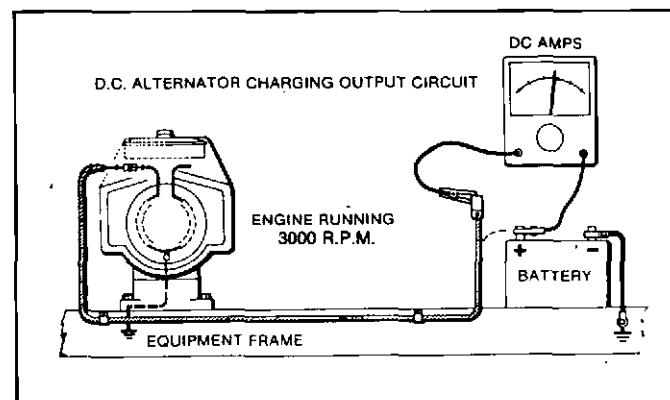 DC AMPS
D.C. ALTERNATOR CHARGING OUTPUT CIRCUIT
ENGINE RUNNING
3000 R.P.M.
+ −
BATTERY
EQUIPMENT FRAME